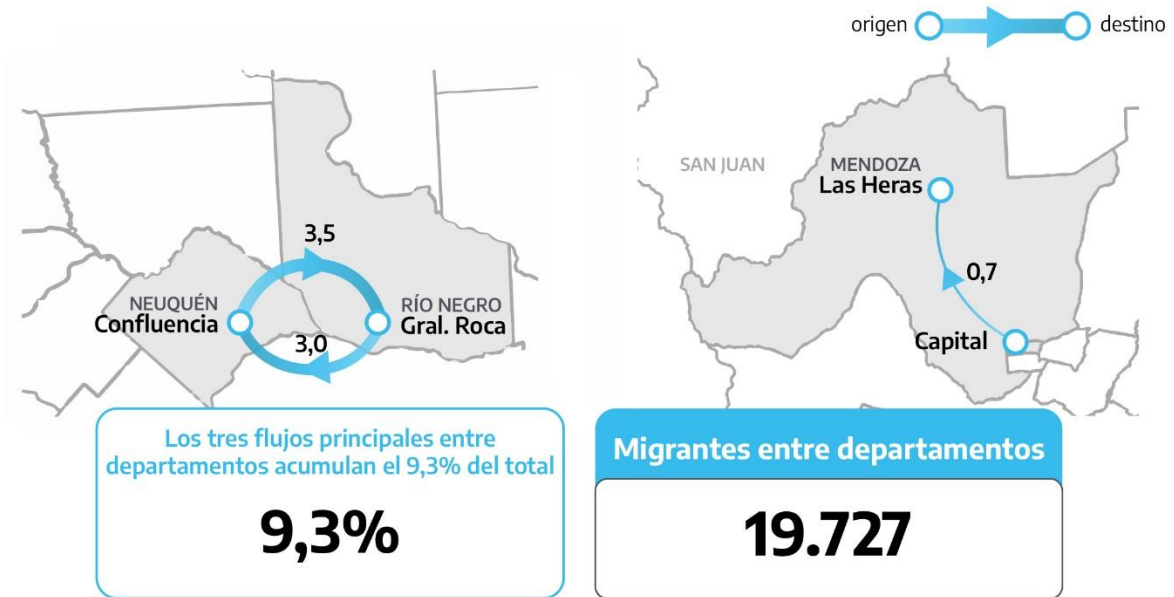 origen
destino
NEUQUÉN
Confluencia
3,5
3,0
RÍO NEGRO
Gral. Roca
SAN JUAN
MENDOZA
Las Heras
0,7
Capital
Los tres flujos principales entre
departamentos acumulan el 9,3% del total
9,3%
Migrantes entre departamentos
19.727